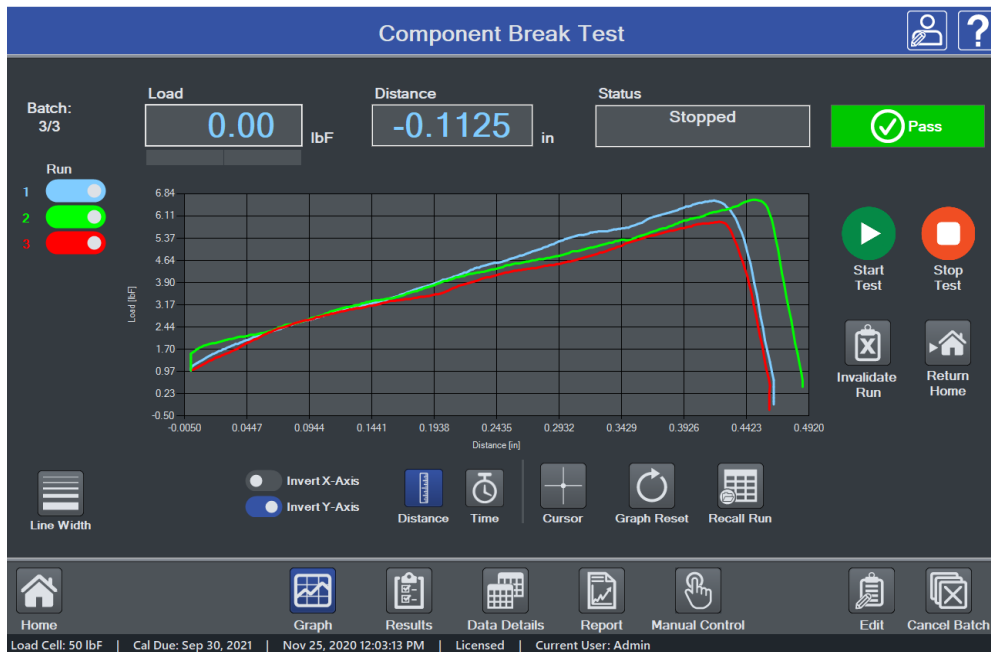 Component Break Test
?
Batch:
3/3
Load
0.00
lbF
Distance
-0.1125
in
Status
Stopped
Pass
Run
1
2
3
Load [lbF]
6.84
6.11
5.37
4.64
3.90
3.17
2.44
1.70
0.97
0.23
-0.50
-0.0050 0.0447 0.0944 0.1441 0.1938 0.2435 0.2932 0.3429 0.3926 0.4423 0.4920
Distance [in]
Start
Test
Stop
Test
Invalidate
Run
Return
Home
Line Width
Invert X-Axis
Invert Y-Axis
Distance
Time
Cursor
Graph Reset
Recall Run
Home
Graph
Results
Data Details
Report
Manual Control
Edit
Cancel Batch
Load Cell: 50 lbF | Cal Due: Sep 30, 2021 | Nov 25, 2020 12:03:13 PM | Licensed | Current User: Admin